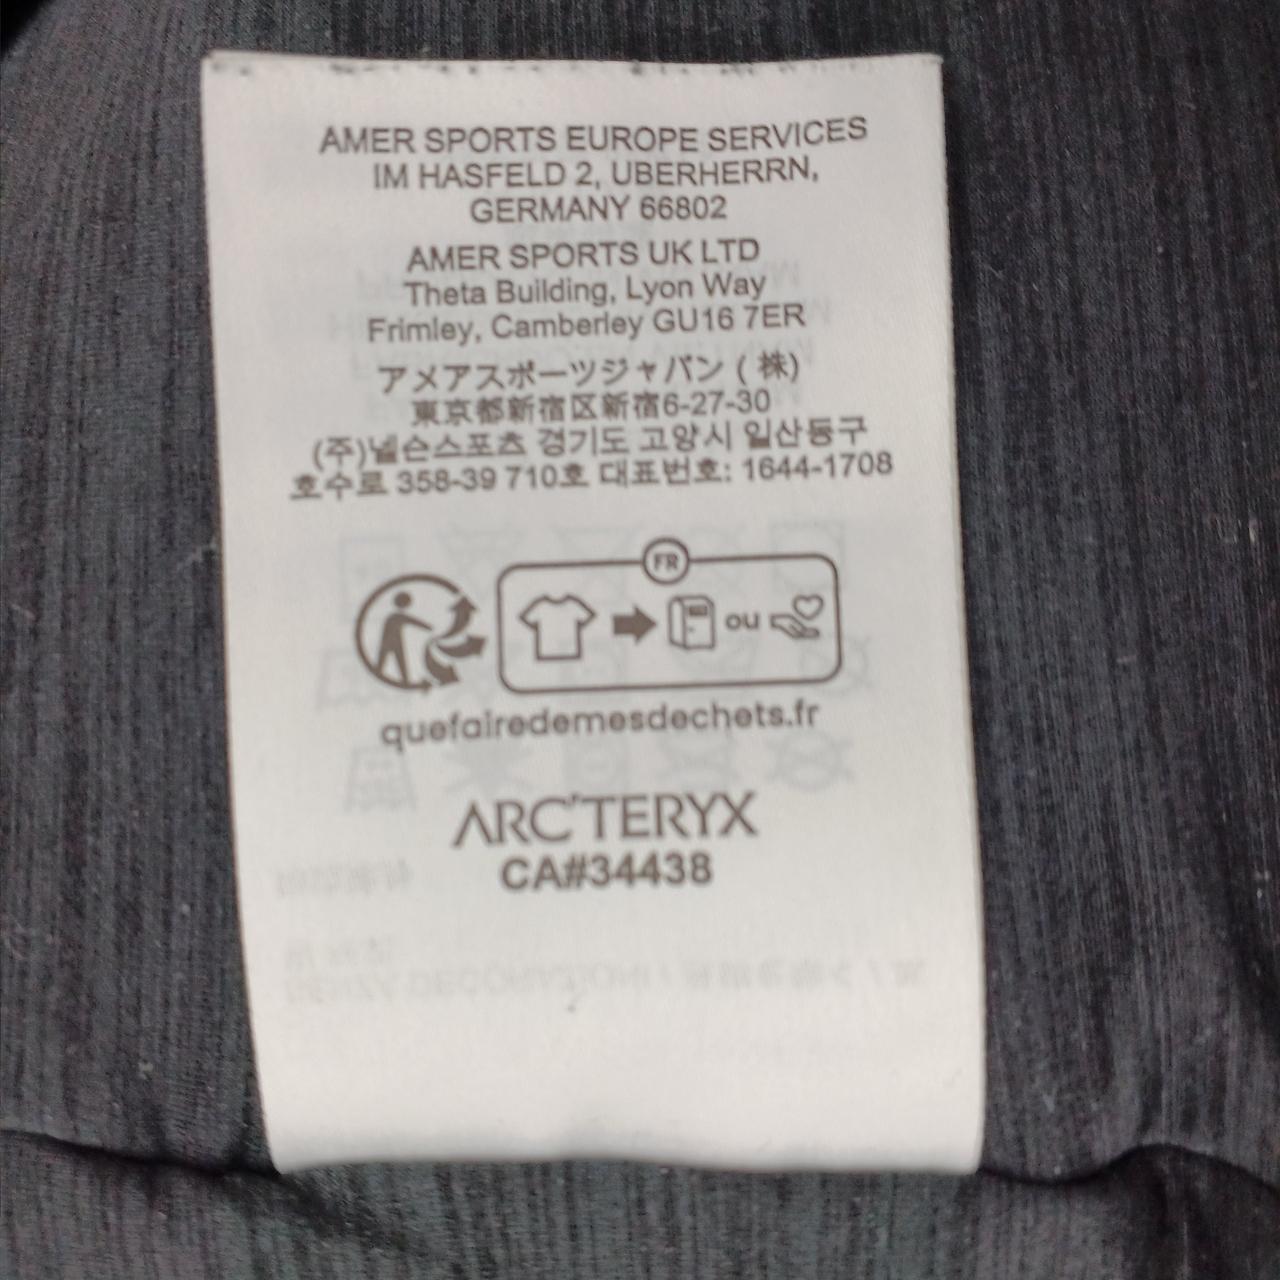 AMER SPORTS EUROPE SERVICES
IM HASFELD 2, UBERHERRN,
GERMANY 66802
AMER SPORTS UK LTD
Theta Building, Lyon Way
Frimley, Camberley GU16 7ER
アメアスポーツジャパン (株)
東京都新宿区新宿6-27-30
(주)넬슨스포츠 경기도 고양시 일산동구
호수로 358-39 710호 대표번호: 1644-1708
FR
ou
quefairedemesdechets.fr
ARC'TERYX
CA#34438